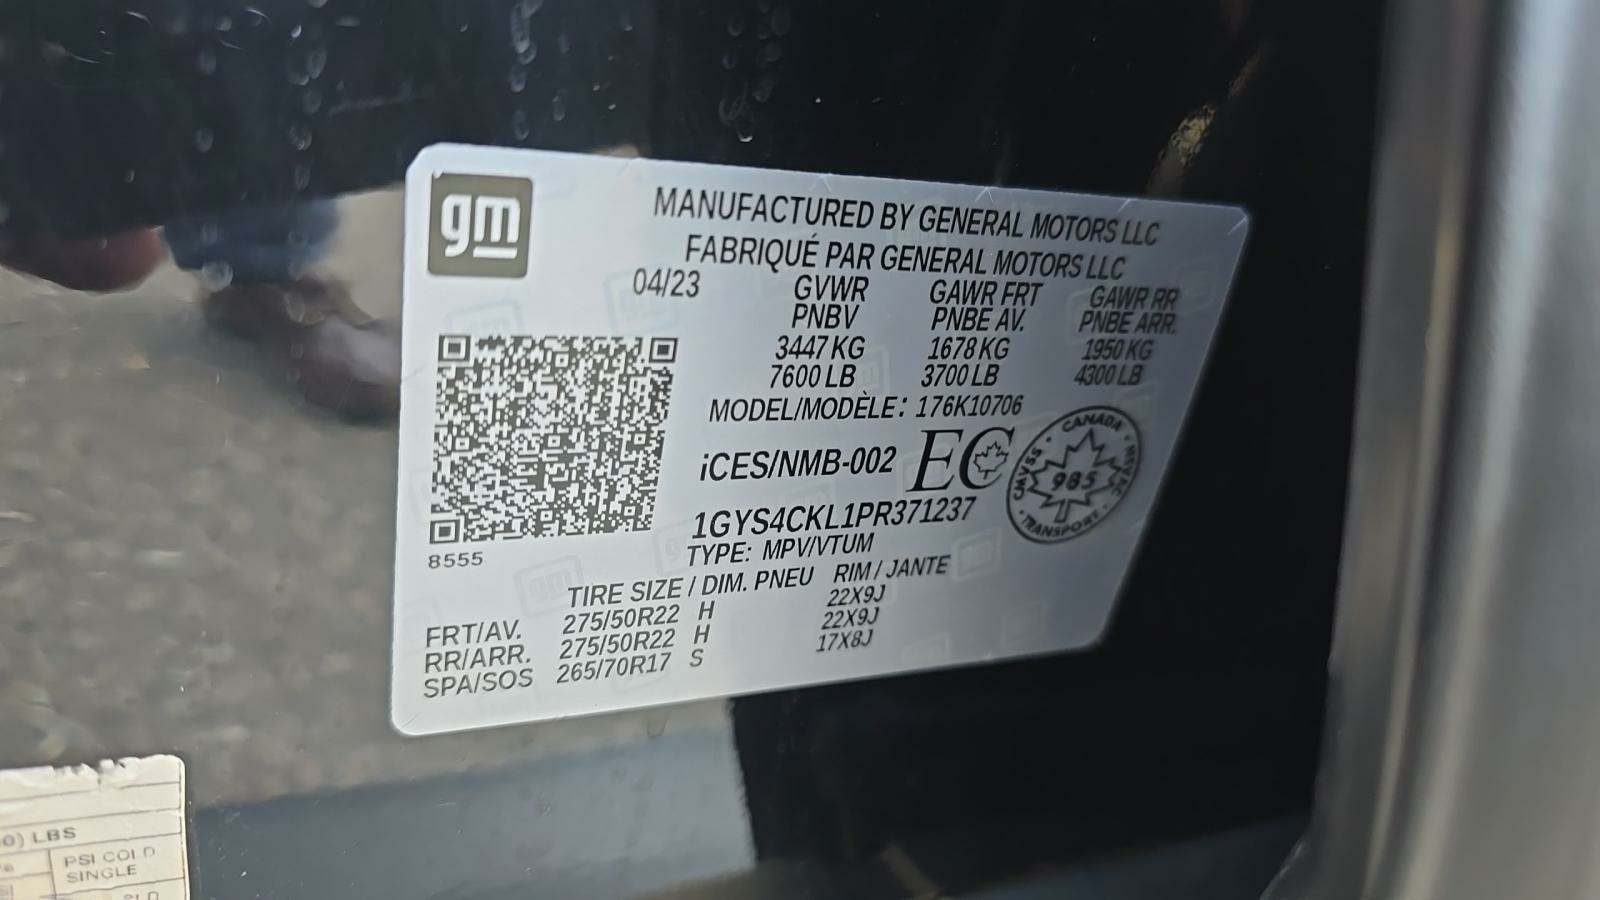 gm
MANUFACTURED BY GENERAL MOTORS LLC
FABRIQUÉ PAR GENERAL MOTORS LLC
04/23 GVWR GAWR FRT GAWR RR
PNBV PNBE AV. PNBE ARR.
3447 KG 1678 KG 1950 KG
7600 LB 3700 LB 4300 LB
MODEL/MODÈLE: 176K10706
iCES/NMB-002 EC
CANADA
CMVSS 985 NSVAC
TRANSPORT
1GYS4CKL1PR371237
8555
TYPE: MPV/VTUM
TIRE SIZE / DIM. PNEU RIM / JANTE
FRT/AV. 275/50R22 H 22X9J
RR/ARR. 275/50R22 H 22X9J
SPA/SOS 265/70R17 S 17X8J
LBS
PSI COLD
SINGLE